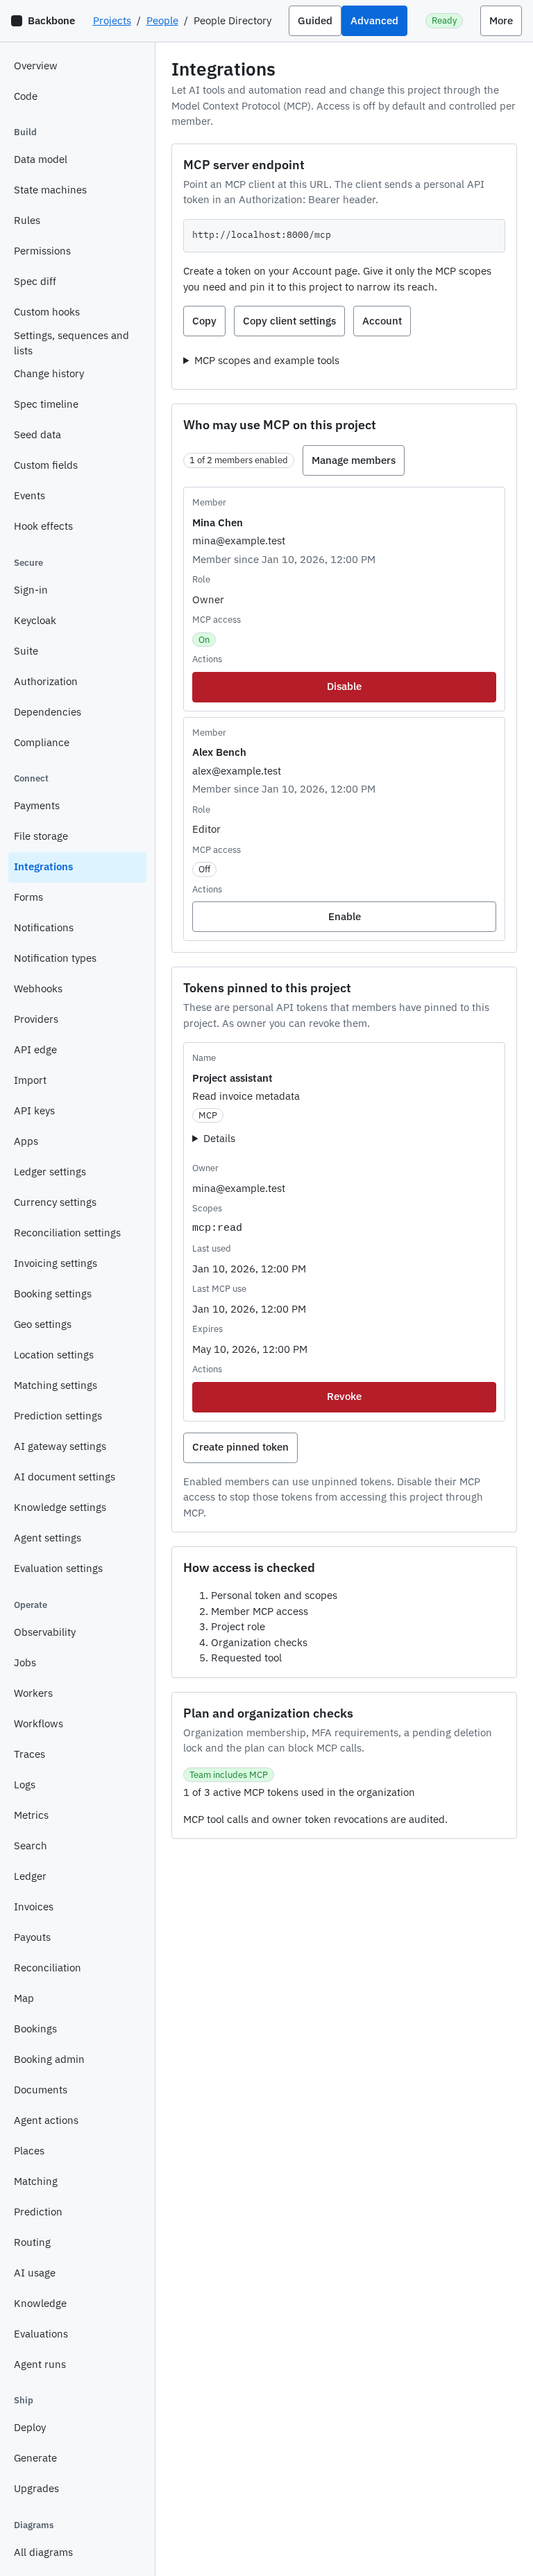 Backbone
Projects / People / People Directory
Guided
Advanced
Ready
More
Overview
Code
Build
Data model
State machines
Rules
Permissions
Spec diff
Custom hooks
Settings, sequences and
lists
Change history
Spec timeline
Seed data
Custom fields
Events
Hook effects
Secure
Sign-in
Keycloak
Suite
Authorization
Dependencies
Compliance
Connect
Payments
File storage
Integrations
Forms
Notifications
Notification types
Webhooks
Providers
API edge
Import
API keys
Apps
Ledger settings
Currency settings
Reconciliation settings
Invoicing settings
Booking settings
Geo settings
Location settings
Matching settings
Prediction settings
AI gateway settings
AI document settings
Knowledge settings
Agent settings
Evaluation settings
Operate
Observability
Jobs
Workers
Workflows
Traces
Logs
Metrics
Search
Ledger
Invoices
Payouts
Reconciliation
Map
Bookings
Booking admin
Documents
Agent actions
Places
Matching
Prediction
Routing
AI usage
Knowledge
Evaluations
Agent runs
Ship
Deploy
Generate
Upgrades
Diagrams
All diagrams
Integrations
Let AI tools and automation read and change this project through the
Model Context Protocol (MCP). Access is off by default and controlled per
member.
MCP server endpoint
Point an MCP client at this URL. The client sends a personal API
token in an Authorization: Bearer header.
http://localhost:8000/mcp
Create a token on your Account page. Give it only the MCP scopes
you need and pin it to this project to narrow its reach.
Copy
Copy client settings
Account
MCP scopes and example tools
Who may use MCP on this project
1 of 2 members enabled
Manage members
Member
Mina Chen
mina@example.test
Member since Jan 10, 2026, 12:00 PM
Role
Owner
MCP access
On
Actions
Disable
Member
Alex Bench
alex@example.test
Member since Jan 10, 2026, 12:00 PM
Role
Editor
MCP access
Off
Actions
Enable
Tokens pinned to this project
These are personal API tokens that members have pinned to this
project. As owner you can revoke them.
Name
Project assistant
Read invoice metadata
MCP
Details
Owner
mina@example.test
Scopes
mcp:read
Last used
Jan 10, 2026, 12:00 PM
Last MCP use
Jan 10, 2026, 12:00 PM
Expires
May 10, 2026, 12:00 PM
Actions
Revoke
Create pinned token
Enabled members can use unpinned tokens. Disable their MCP
access to stop those tokens from accessing this project through
MCP.
How access is checked
1. Personal token and scopes
2. Member MCP access
3. Project role
4. Organization checks
5. Requested tool
Plan and organization checks
Organization membership, MFA requirements, a pending deletion
lock and the plan can block MCP calls.
Team includes MCP
1 of 3 active MCP tokens used in the organization
MCP tool calls and owner token revocations are audited.